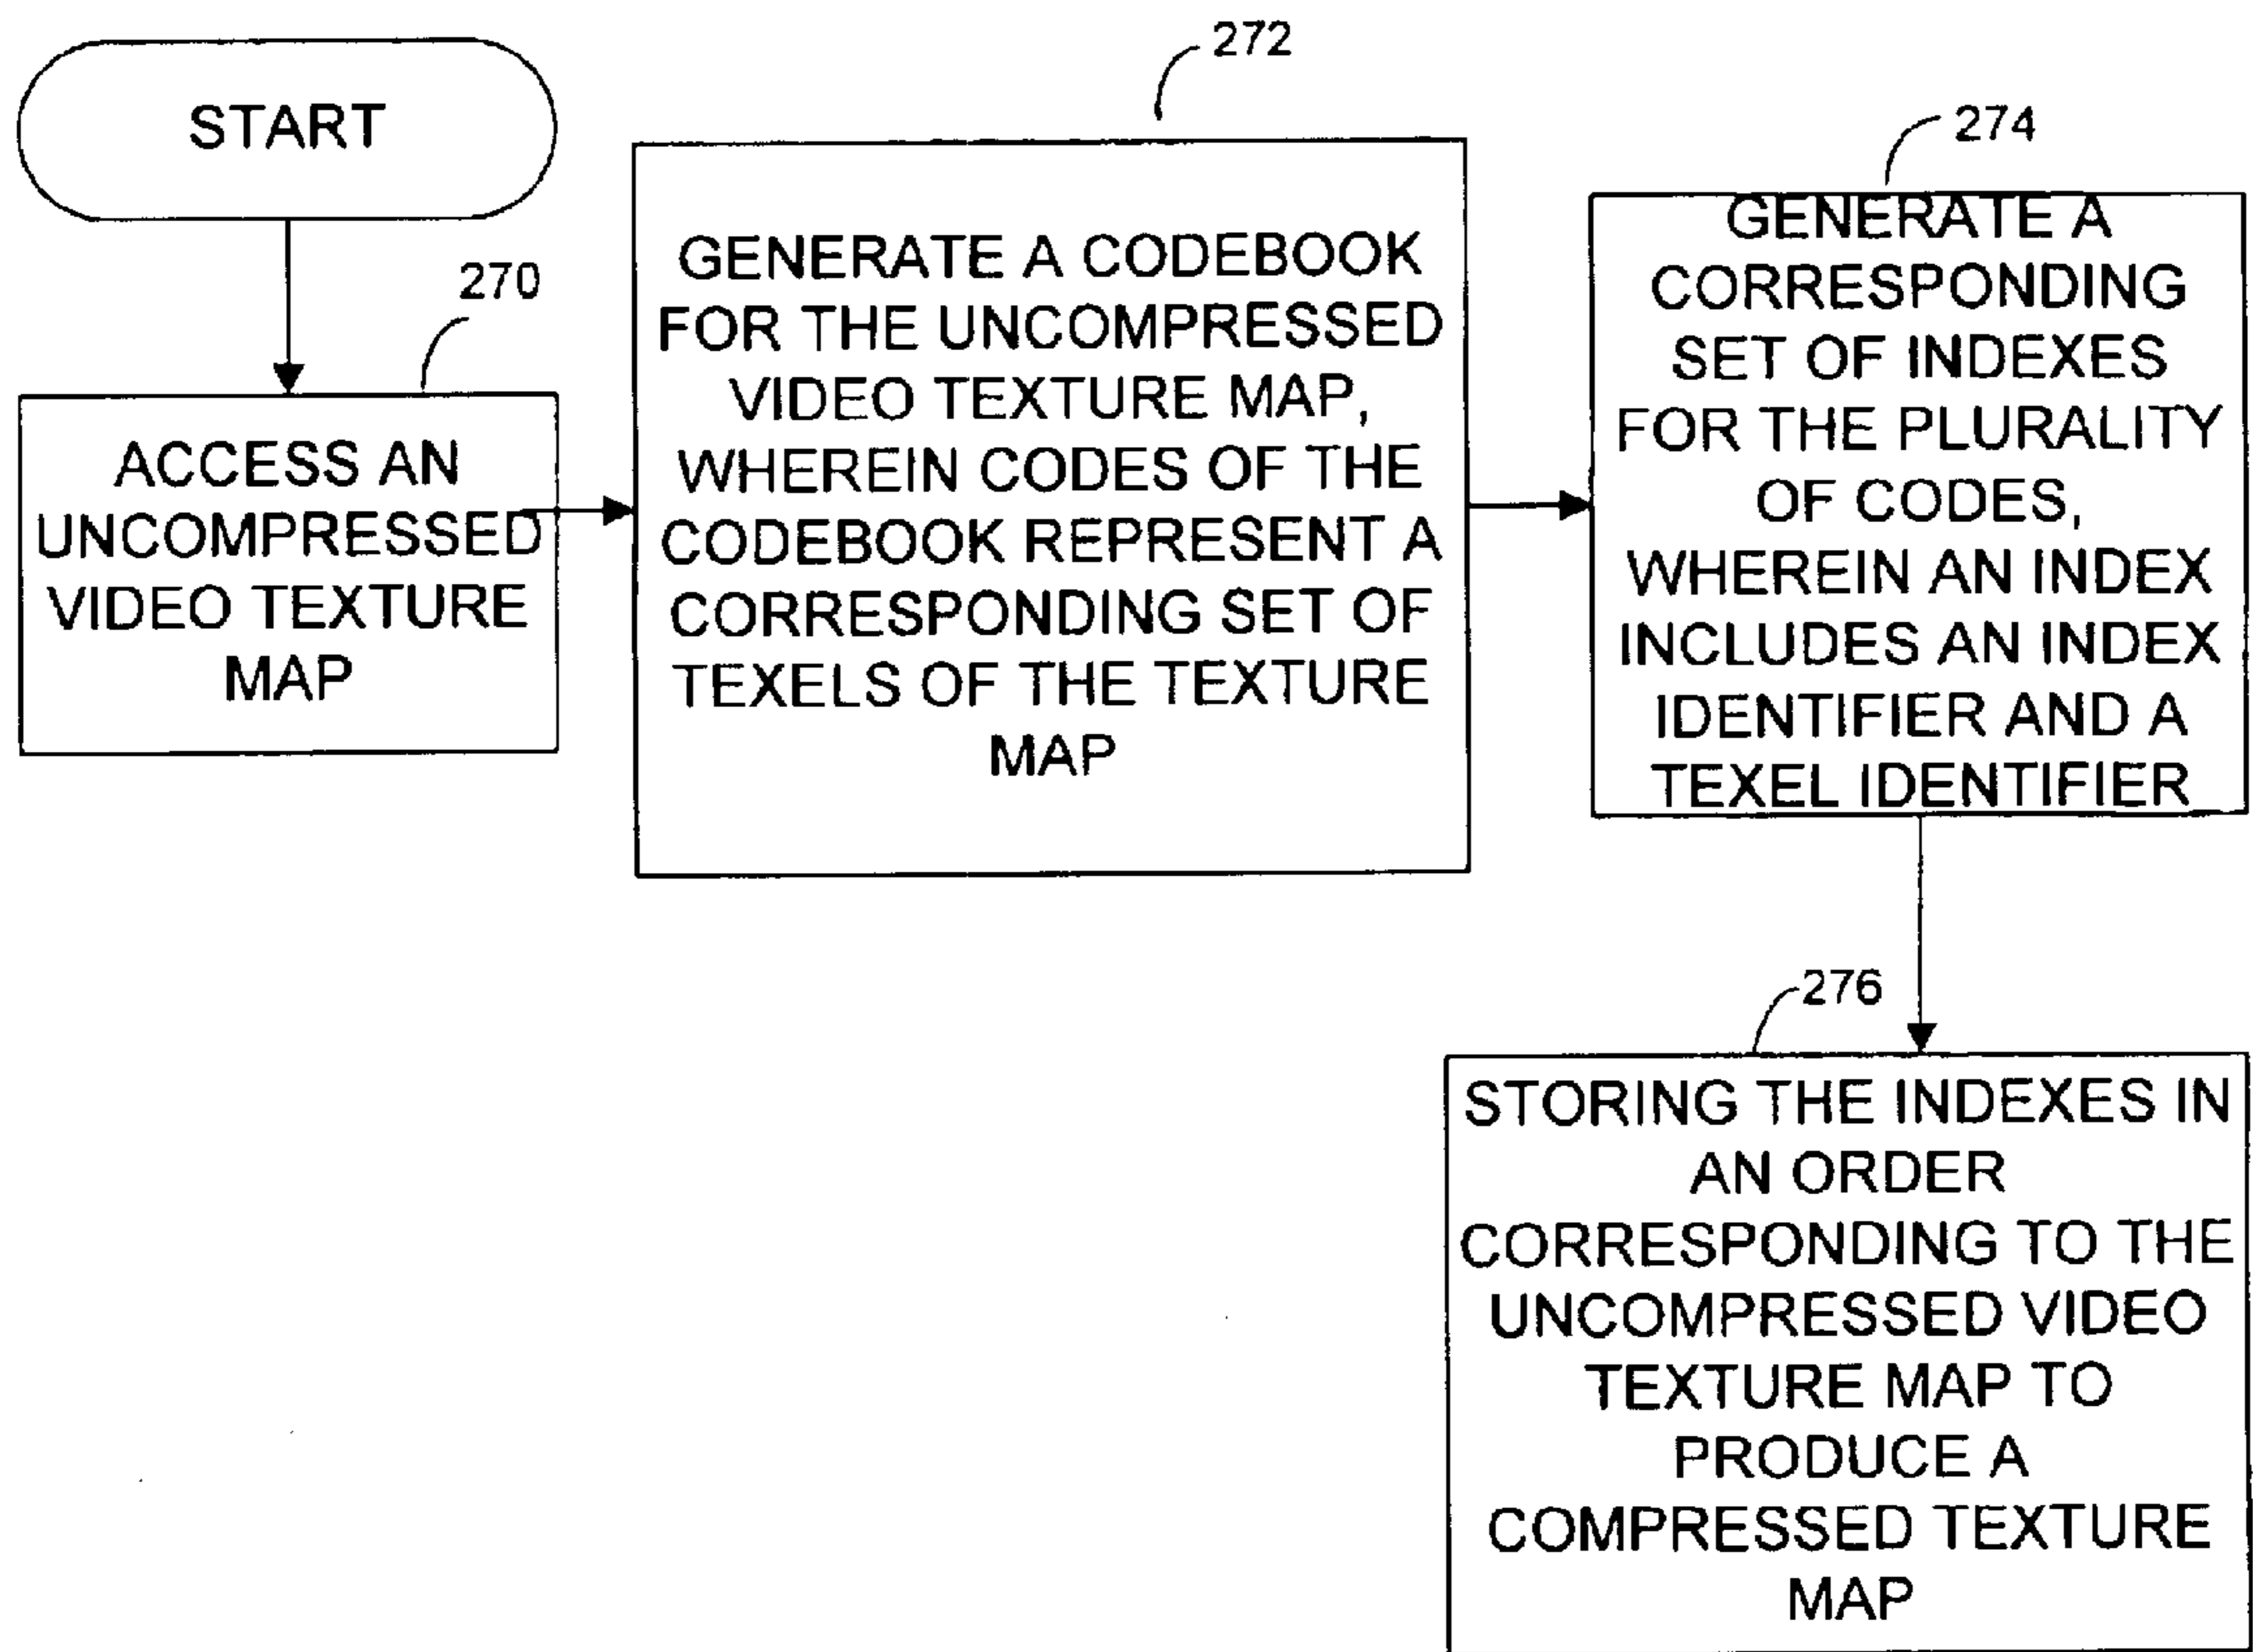 START
270
ACCESS AN
UNCOMPRESSED
VIDEO TEXTURE
MAP
272
GENERATE A CODEBOOK
FOR THE UNCOMPRESSED
VIDEO TEXTURE MAP,
WHEREIN CODES OF THE
CODEBOOK REPRESENT A
CORRESPONDING SET OF
TEXELS OF THE TEXTURE
MAP
274
GENERATE A
CORRESPONDING
SET OF INDEXES
FOR THE PLURALITY
OF CODES,
WHEREIN AN INDEX
INCLUDES AN INDEX
IDENTIFIER AND A
TEXEL IDENTIFIER
276
STORING THE INDEXES IN
AN ORDER
CORRESPONDING TO THE
UNCOMPRESSED VIDEO
TEXTURE MAP TO
PRODUCE A
COMPRESSED TEXTURE
MAP